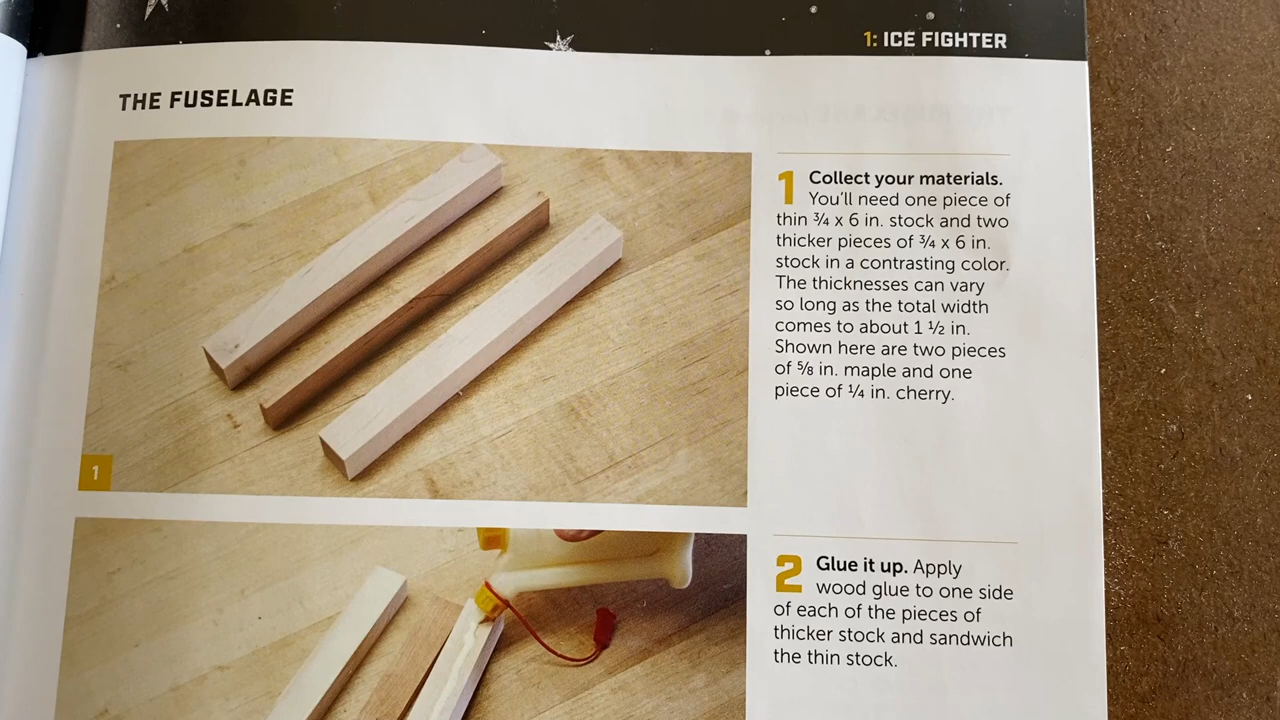 1: ICE FIGHTER
THE FUSELAGE
1 Collect your materials.
You'll need one piece of
thin ¾ x 6 in. stock and two
thicker pieces of ¾ x 6 in.
stock in a contrasting color.
The thicknesses can vary
so long as the total width
comes to about 1 ½ in.
Shown here are two pieces
of ⅝ in. maple and one
piece of ¼ in. cherry.
1
2 Glue it up. Apply
wood glue to one side
of each of the pieces of
thicker stock and sandwich
the thin stock.